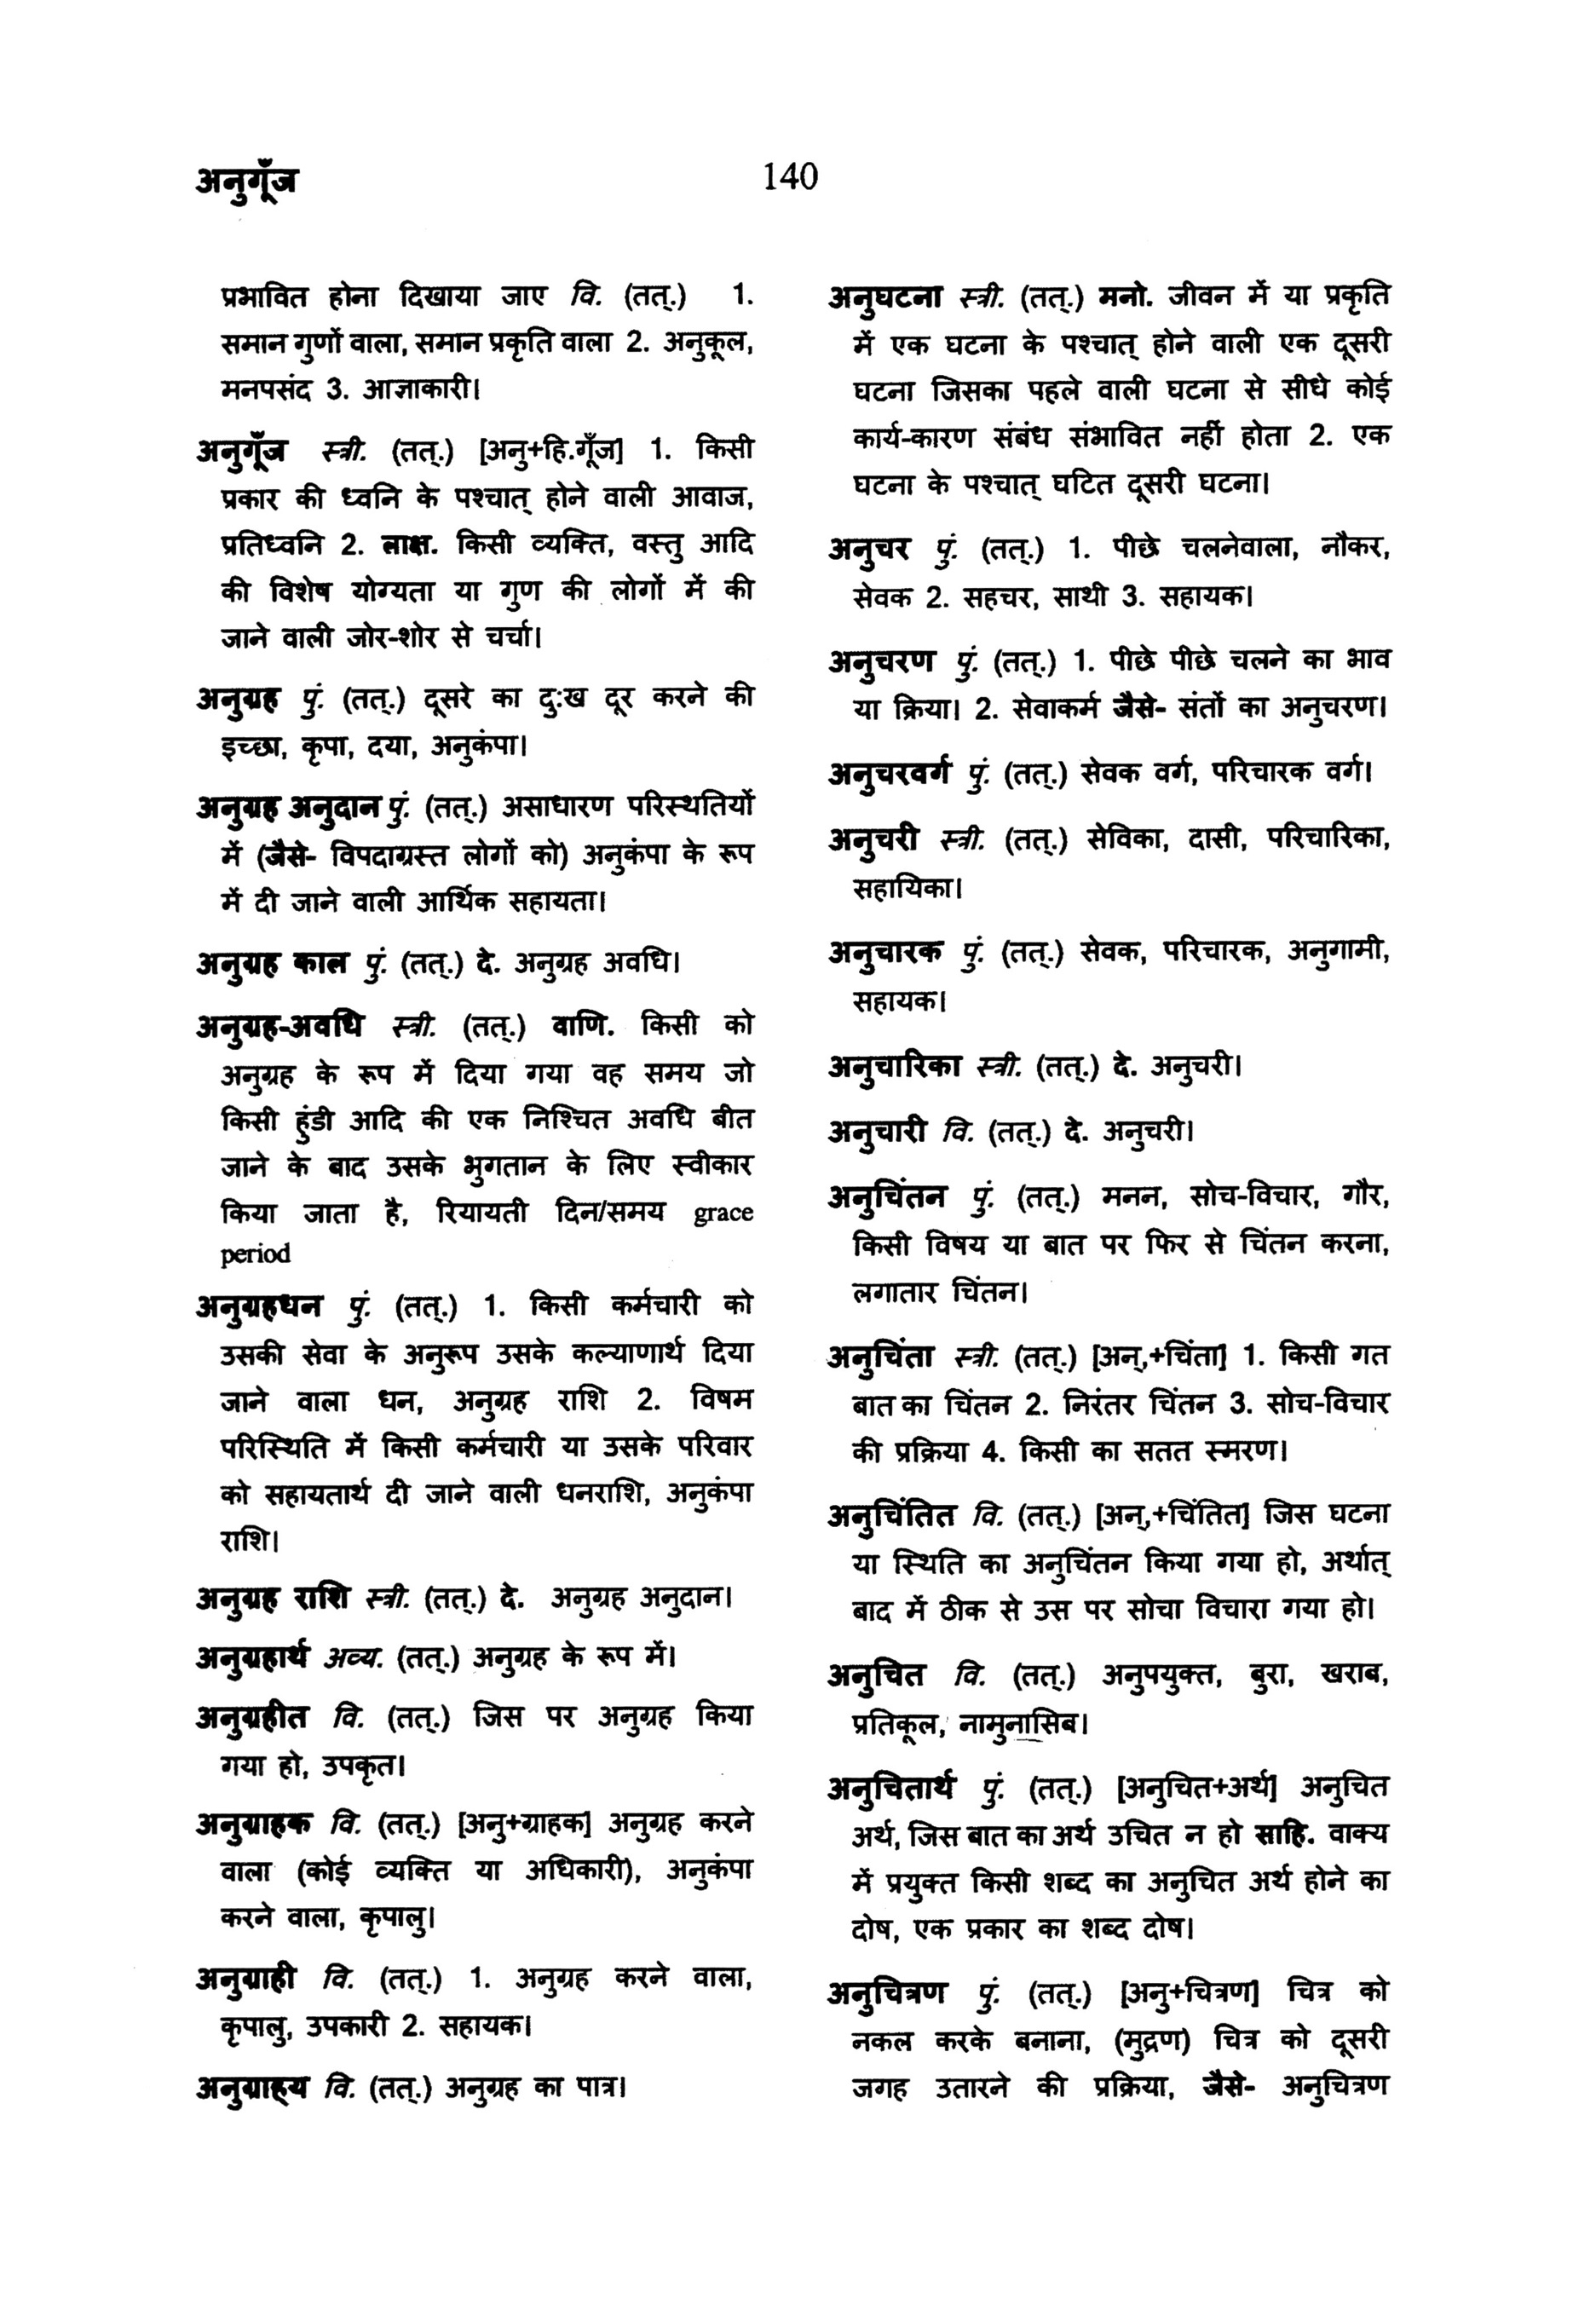 अनुगूँज
140
प्रभावित होना दिखाया जाए वि. (तत्.) 1.
समान गुणों वाला, समान प्रकृति वाला 2. अनुकूल,
मनपसंद 3. आज्ञाकारी।
अनुगूँज स्त्री. (तत्.) [अनु+हि.गूँज] 1. किसी
प्रकार की ध्वनि के पश्चात् होने वाली आवाज,
प्रतिध्वनि 2. लाक्ष. किसी व्यक्ति, वस्तु आदि
की विशेष योग्यता या गुण की लोगों में की
जाने वाली जोर-शोर से चर्चा।
अनुग्रह पुं. (तत्.) दूसरे का दुःख दूर करने की
इच्छा, कृपा, दया, अनुकंपा।
अनुग्रह अनुदान पुं. (तत्.) असाधारण परिस्थतियों
में (जैसे- विपदाग्रस्त लोगों को) अनुकंपा के रूप
में दी जाने वाली आर्थिक सहायता।
अनुग्रह काल पुं. (तत्.) दे. अनुग्रह अवधि।
अनुग्रह-अवधि स्त्री. (तत्.) वाणि. किसी को
अनुग्रह के रूप में दिया गया वह समय जो
किसी हुंडी आदि की एक निश्चित अवधि बीत
जाने के बाद उसके भुगतान के लिए स्वीकार
किया जाता है, रियायती दिन/समय grace
period
अनुग्रहधन पुं. (तत्.) 1. किसी कर्मचारी को
उसकी सेवा के अनुरूप उसके कल्याणार्थ दिया
जाने वाला धन, अनुग्रह राशि 2. विषम
परिस्थिति में किसी कर्मचारी या उसके परिवार
को सहायतार्थ दी जाने वाली धनराशि, अनुकंपा
राशि।
अनुग्रह राशि स्त्री. (तत्.) दे. अनुग्रह अनुदान।
अनुग्रहार्थ अव्य. (तत्.) अनुग्रह के रूप में।
अनुग्रहीत वि. (तत्.) जिस पर अनुग्रह किया
गया हो, उपकृत।
अनुग्राहक वि. (तत्.) [अनु+ग्राहक] अनुग्रह करने
वाला (कोई व्यक्ति या अधिकारी), अनुकंपा
करने वाला, कृपालु।
अनुग्राही वि. (तत्.) 1. अनुग्रह करने वाला,
कृपालु, उपकारी 2. सहायक।
अनुग्राह्य वि. (तत्.) अनुग्रह का पात्र।
अनुघटना स्त्री. (तत्.) मनो. जीवन में या प्रकृति
में एक घटना के पश्चात् होने वाली एक दूसरी
घटना जिसका पहले वाली घटना से सीधे कोई
कार्य-कारण संबंध संभावित नहीं होता 2. एक
घटना के पश्चात् घटित दूसरी घटना।
अनुचर पुं. (तत्.) 1. पीछे चलनेवाला, नौकर,
सेवक 2. सहचर, साथी 3. सहायक।
अनुचरण पुं. (तत्.) 1. पीछे पीछे चलने का भाव
या क्रिया। 2. सेवाकर्म जैसे- संतों का अनुचरण।
अनुचरवर्ग पुं. (तत्.) सेवक वर्ग, परिचारक वर्ग।
अनुचरी स्त्री. (तत्.) सेविका, दासी, परिचारिका,
सहायिका।
अनुचारक पुं. (तत्.) सेवक, परिचारक, अनुगामी,
सहायक।
अनुचारिका स्त्री. (तत्.) दे. अनुचरी।
अनुचारी वि. (तत्.) दे. अनुचरी।
अनुचिंतन पुं. (तत्.) मनन, सोच-विचार, गौर,
किसी विषय या बात पर फिर से चिंतन करना,
लगातार चिंतन।
अनुचिंता स्त्री. (तत्.) [अन्,+चिंता] 1. किसी गत
बात का चिंतन 2. निरंतर चिंतन 3. सोच-विचार
की प्रक्रिया 4. किसी का सतत स्मरण।
अनुचिंतित वि. (तत्.) [अन्,+चिंतित] जिस घटना
या स्थिति का अनुचिंतन किया गया हो, अर्थात्
बाद में ठीक से उस पर सोचा विचारा गया हो।
अनुचित वि. (तत्.) अनुपयुक्त, बुरा, खराब,
प्रतिकूल, नामुनासिब।
अनुचितार्थ पुं. (तत्.) [अनुचित+अर्थ] अनुचित
अर्थ, जिस बात का अर्थ उचित न हो साहि. वाक्य
में प्रयुक्त किसी शब्द का अनुचित अर्थ होने का
दोष, एक प्रकार का शब्द दोष।
अनुचित्रण पुं. (तत्.) [अनु+चित्रण] चित्र को
नकल करके बनाना, (मुद्रण) चित्र को दूसरी
जगह उतारने की प्रक्रिया, जैसे- अनुचित्रण